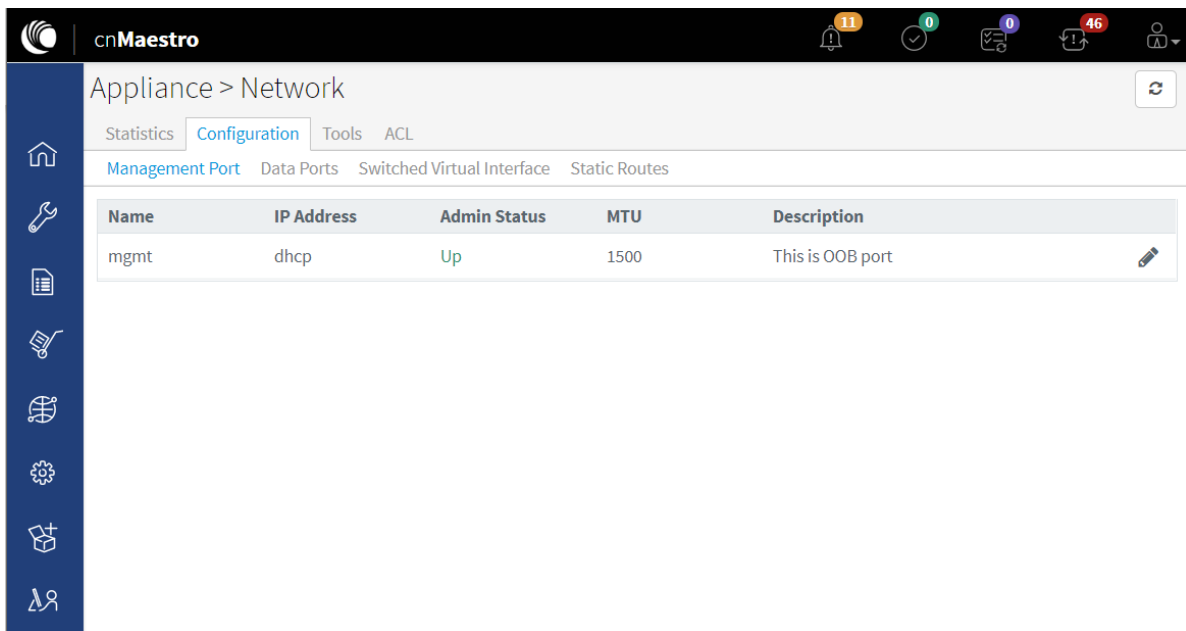 cnMaestro 11 0 0 46
Appliance > Network
Statistics Configuration Tools ACL
Management Port Data Ports Switched Virtual Interface Static Routes
Name IP Address Admin Status MTU Description
mgmt dhcp Up 1500 This is OOB port